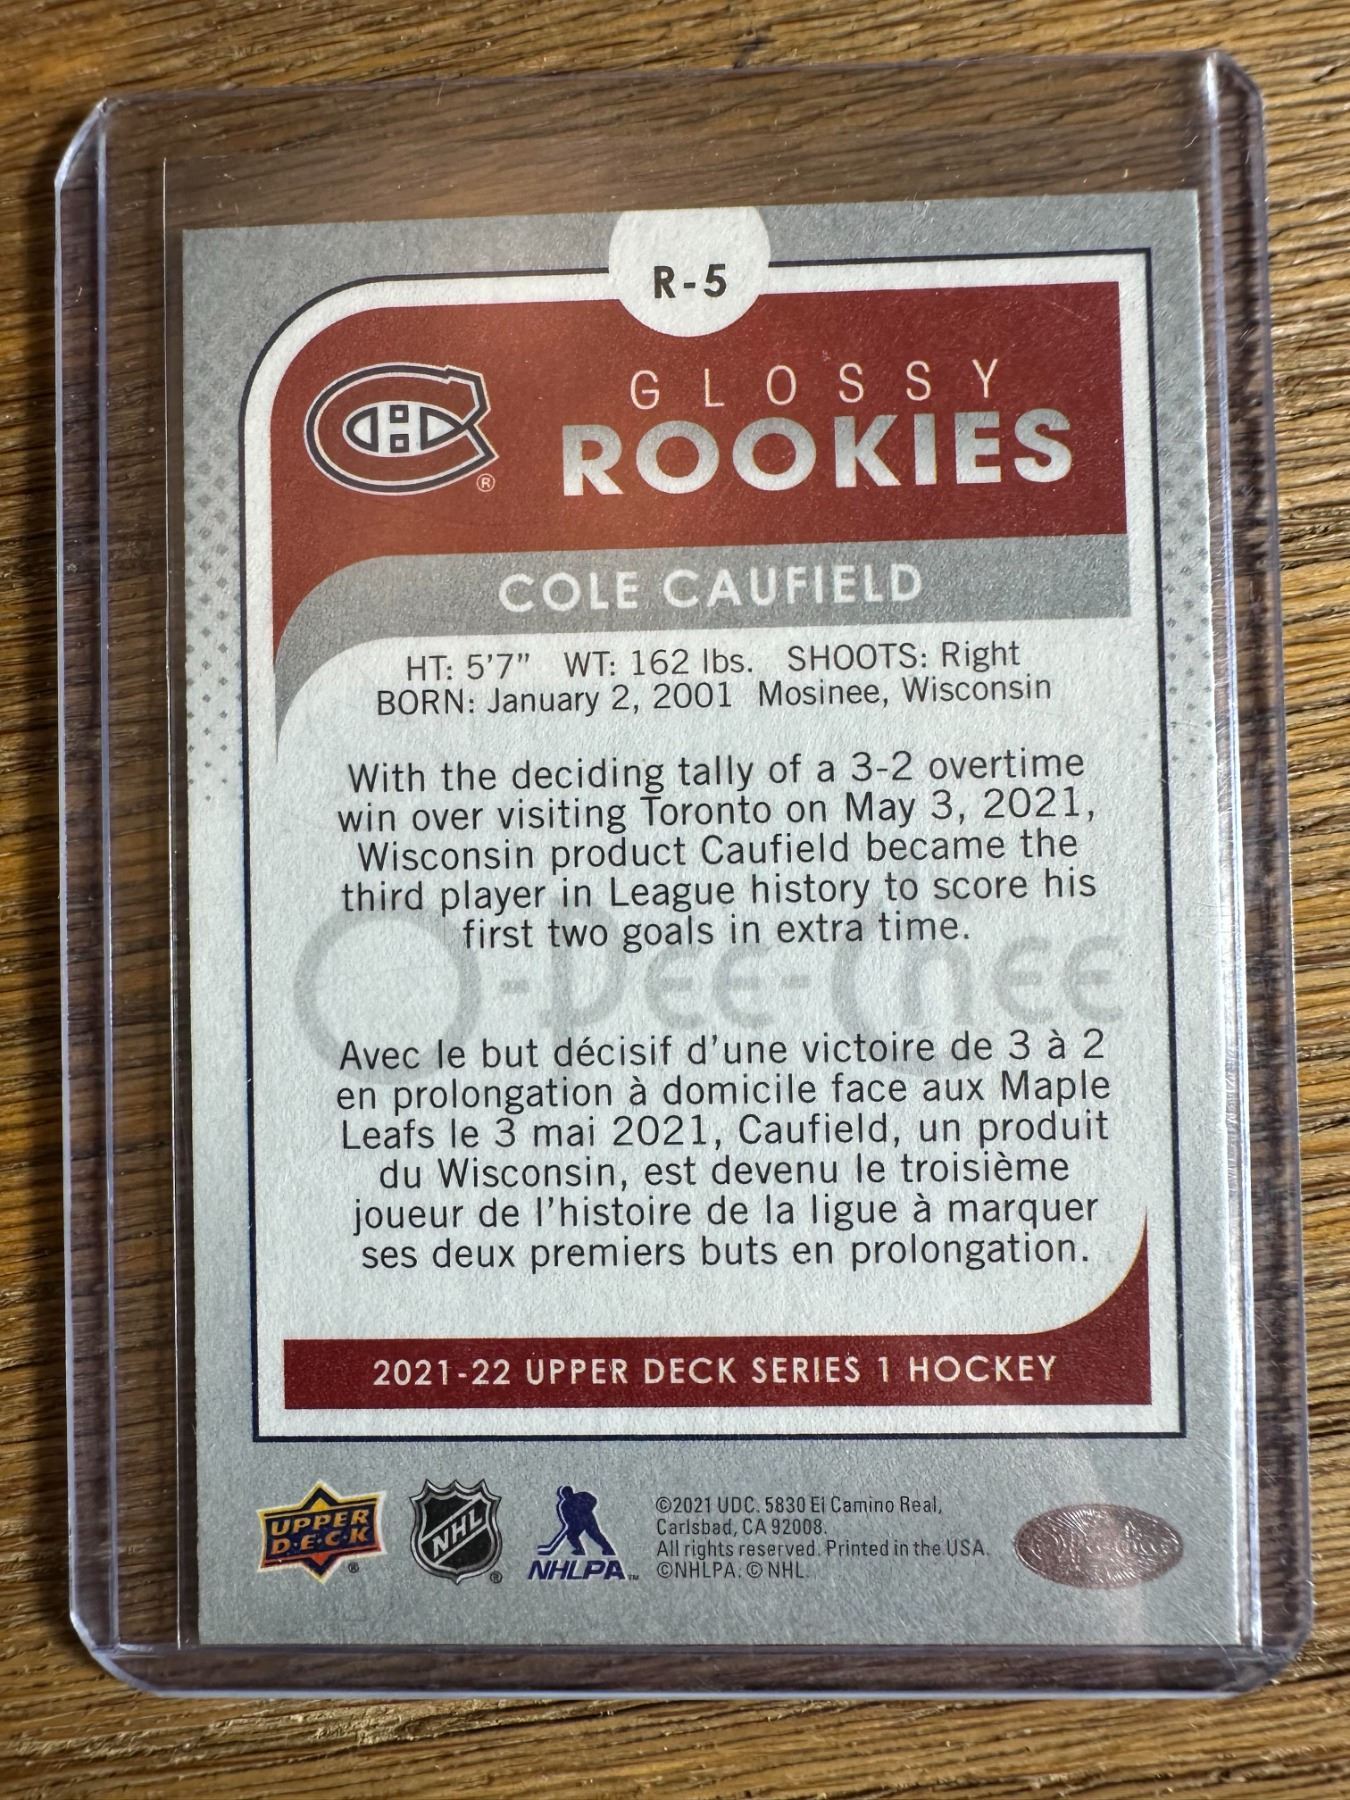 R-5
GLOSSY
ROOKIES
®
COLE CAUFIELD
HT: 5'7" WT: 162 lbs. SHOOTS: Right
BORN: January 2, 2001 Mosinee, Wisconsin
With the deciding tally of a 3-2 overtime
win over visiting Toronto on May 3, 2021,
Wisconsin product Caufield became the
third player in League history to score his
first two goals in extra time.
O-Pee-Chee
Avec le but décisif d'une victoire de 3 à 2
en prolongation à domicile face aux Maple
Leafs le 3 mai 2021, Caufield, un produit
du Wisconsin, est devenu le troisième
joueur de l'histoire de la ligue à marquer
ses deux premiers buts en prolongation.
2021-22 UPPER DECK SERIES 1 HOCKEY
UPPER
D·E·C·K
®
NHL
®
NHLPA™
©2021 UDC. 5830 El Camino Real,
Carlsbad, CA 92008.
All rights reserved. Printed in the USA.
©NHLPA. © NHL.